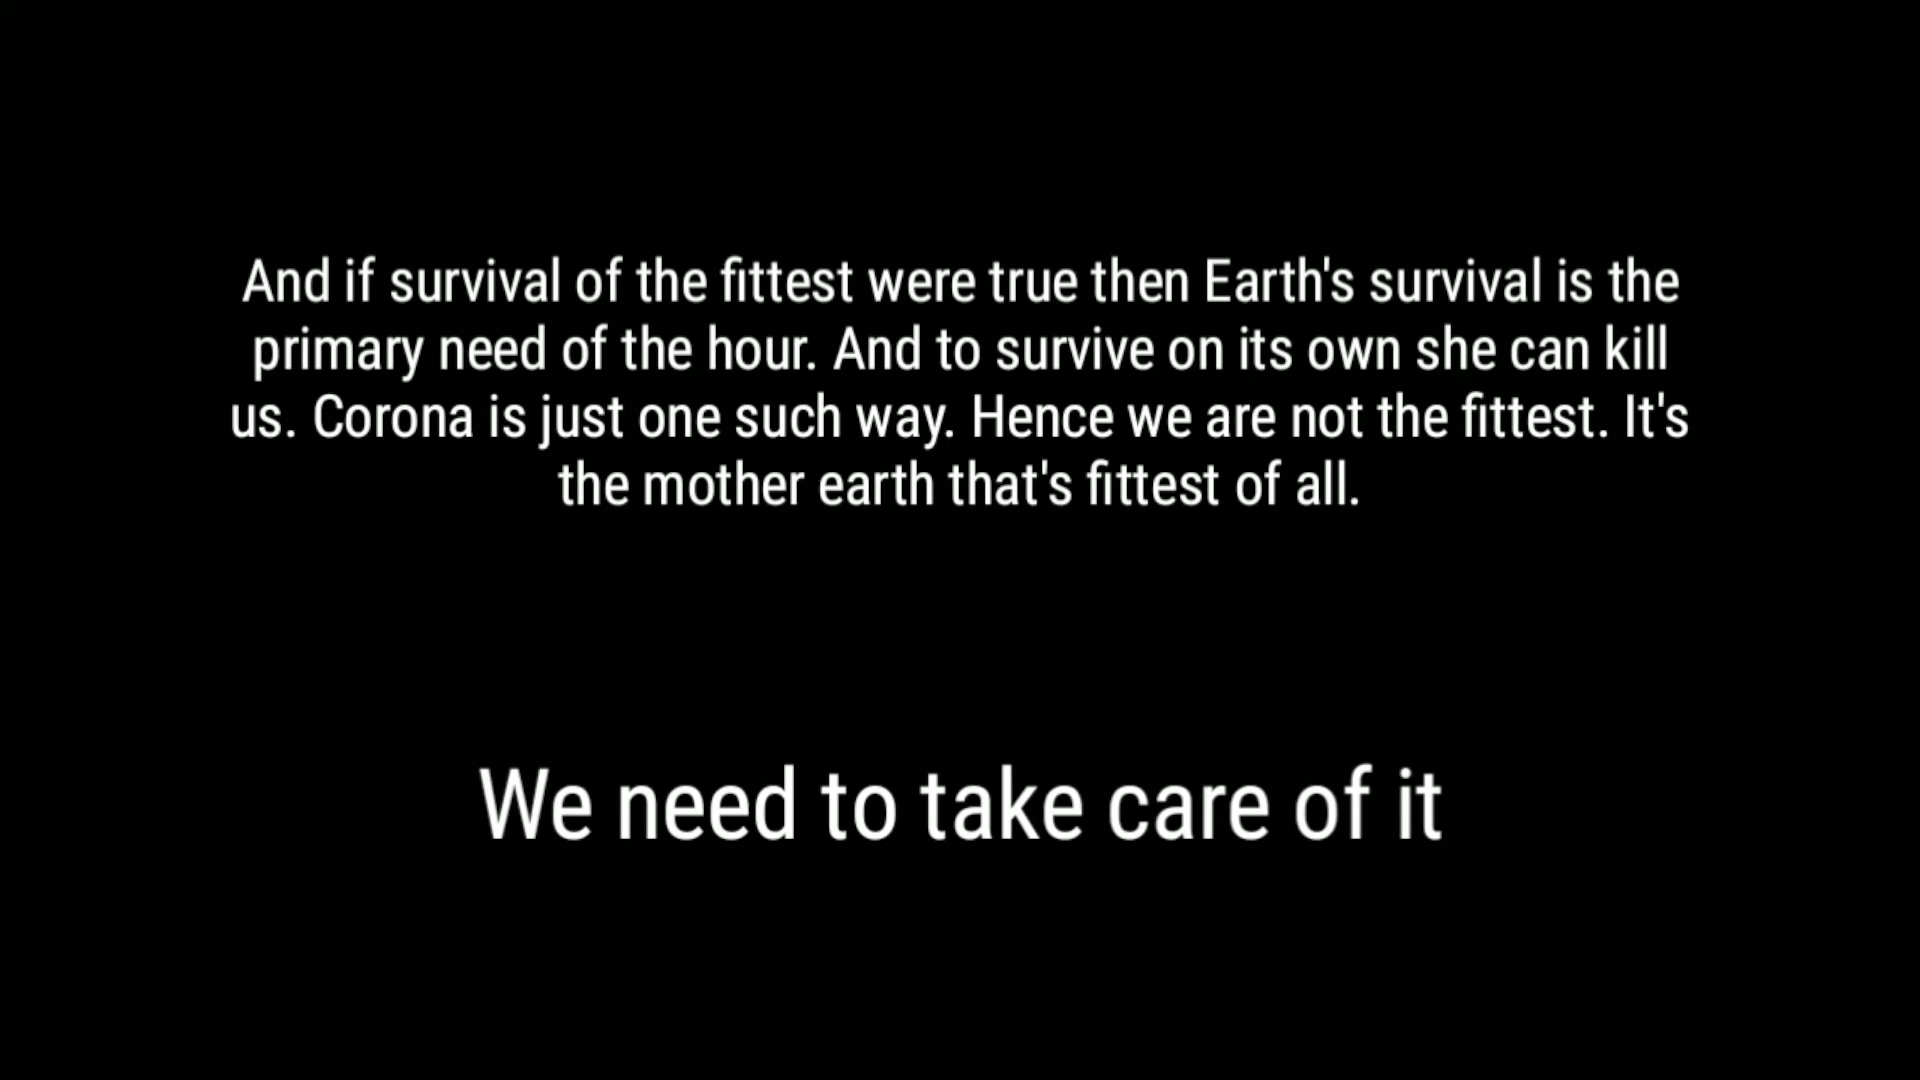 And if survival of the fittest were true then Earth's survival is the
primary need of the hour. And to survive on its own she can kill
us. Corona is just one such way. Hence we are not the fittest. It's
the mother earth that's fittest of all.
We need to take care of it